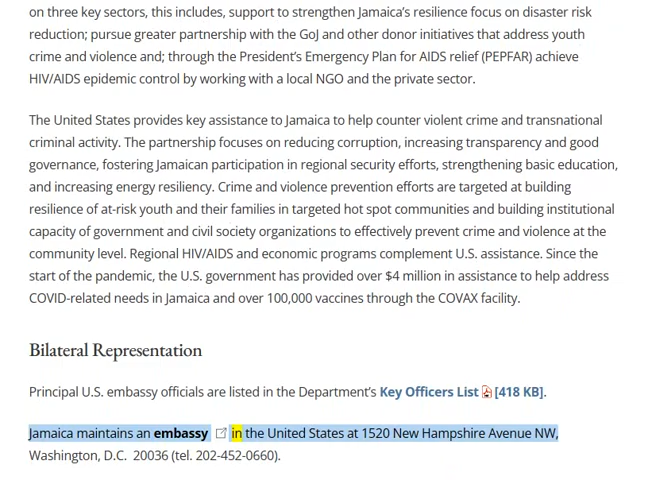 on three key sectors, this includes, support to strengthen Jamaica's resilience focus on disaster risk
reduction; pursue greater partnership with the GoJ and other donor initiatives that address youth
crime and violence and; through the President's Emergency Plan for AIDS relief (PEPFAR) achieve
HIV/AIDS epidemic control by working with a local NGO and the private sector.
The United States provides key assistance to Jamaica to help counter violent crime and transnational
criminal activity. The partnership focuses on reducing corruption, increasing transparency and good
governance, fostering Jamaican participation in regional security efforts, strengthening basic education,
and increasing energy resiliency. Crime and violence prevention efforts are targeted at building
resilience of at-risk youth and their families in targeted hot spot communities and building institutional
capacity of government and civil society organizations to effectively prevent crime and violence at the
community level. Regional HIV/AIDS and economic programs complement U.S. assistance. Since the
start of the pandemic, the U.S. government has provided over $4 million in assistance to help address
COVID-related needs in Jamaica and over 100,000 vaccines through the COVAX facility.
Bilateral Representation
Principal U.S. embassy officials are listed in the Department's Key Officers List [418 KB].
Jamaica maintains an embassy in the United States at 1520 New Hampshire Avenue NW,
Washington, D.C. 20036 (tel. 202-452-0660).